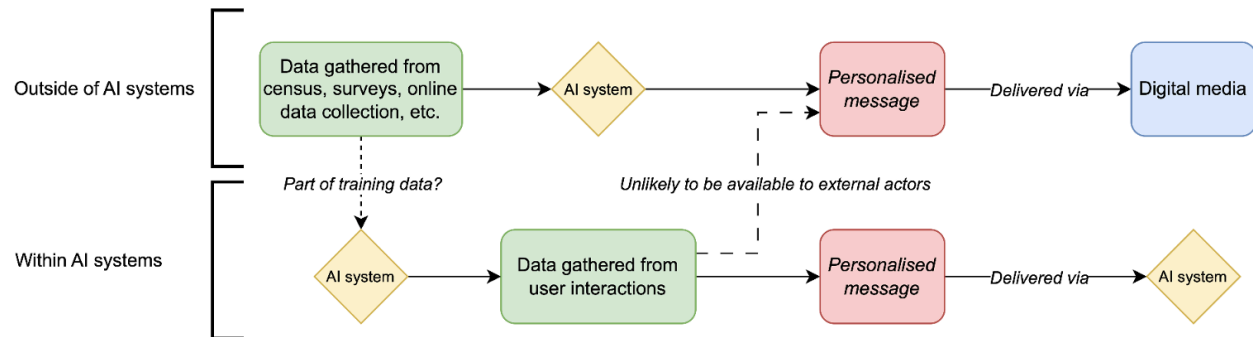 Outside of AI systems
Data gathered from
census, surveys, online
data collection, etc.
AI system
Personalised
message
Delivered via
Digital media
Part of training data?
Unlikely to be available to external actors
Within AI systems
AI system
Data gathered from
user interactions
Personalised
message
Delivered via
AI system